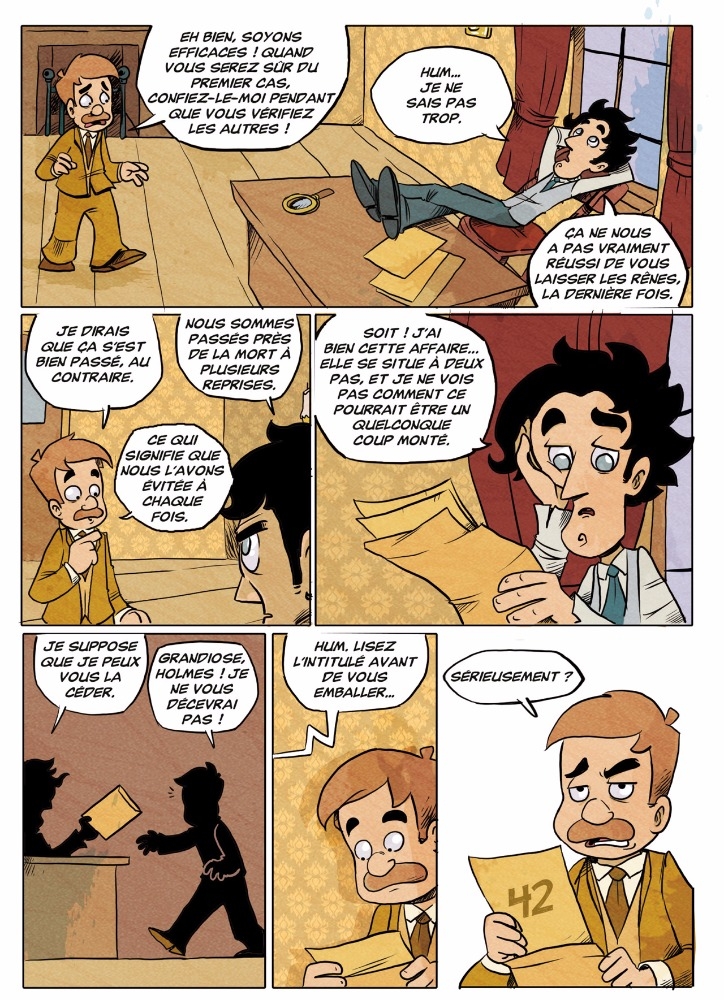 EH BIEN, SOYONS
EFFICACES ! QUAND
VOUS SEREZ SÛR DU
PREMIER CAS,
CONFIEZ-LE-MOI PENDANT
QUE VOUS VÉRIFIEZ
LES AUTRES !
HUM...
JE NE
SAIS PAS
TROP.
ÇA NE NOUS
A PAS VRAIMENT
RÉUSSI DE VOUS
LAISSER LES RÊNES,
LA DERNIÈRE FOIS.
JE DIRAIS
QUE ÇA S'EST
BIEN PASSÉ, AU
CONTRAIRE.
NOUS SOMMES
PASSÉS PRÈS
DE LA MORT À
PLUSIEURS
REPRISES.
CE QUI
SIGNIFIE QUE
NOUS L'AVONS
ÉVITÉE À
CHAQUE
FOIS.
SOIT ! J'AI
BIEN CETTE AFFAIRE...
ELLE SE SITUE À DEUX
PAS, ET JE NE VOIS
PAS COMMENT CE
POURRAIT ÊTRE UN
QUELCONQUE
COUP MONTÉ.
JE SUPPOSE
QUE JE PEUX
VOUS LA
CÉDER.
GRANDIOSE,
HOLMES ! JE
NE VOUS
DÉCEVRAI
PAS !
HUM. LISEZ
L'INTITULÉ AVANT
DE VOUS
EMBALLER...
SÉRIEUSEMENT ?
42